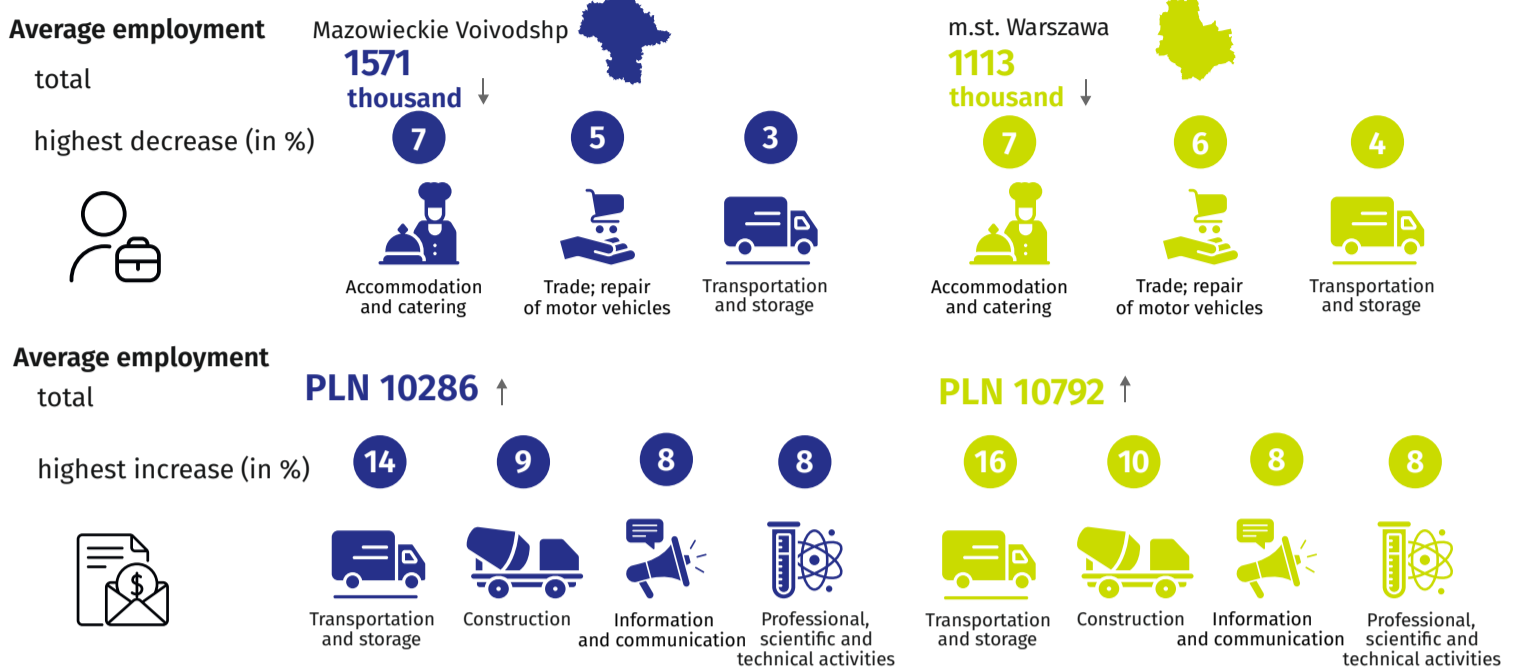 Average employment
Mazowieckie Voivodshp
m.st. Warszawa
total
1571
thousand
1113
thousand
highest decrease (in %)
7
5
3
7
6
4
Accommodation
and catering
Trade; repair
of motor vehicles
Transportation
and storage
Accommodation
and catering
Trade; repair
of motor vehicles
Transportation
and storage
Average employment
total
PLN 10286
PLN 10792
highest increase (in %)
14
9
8
8
16
10
8
8
$
Transportation
and storage
Construction
Information
and communication
Professional,
scientific and
technical activities
Transportation
and storage
Construction
Information
and communication
Professional,
scientific and
technical activities